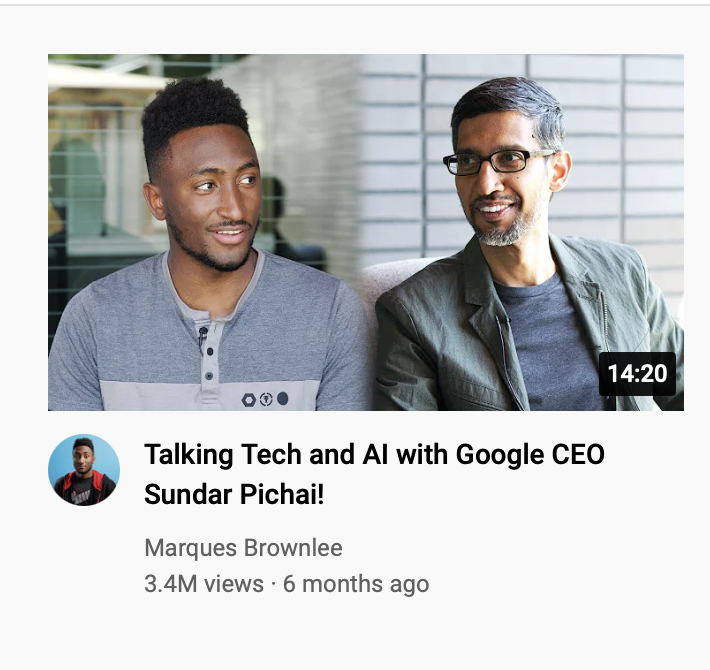 14:20
Talking Tech and AI with Google CEO
Sundar Pichai!
Marques Brownlee
3.4M views · 6 months ago